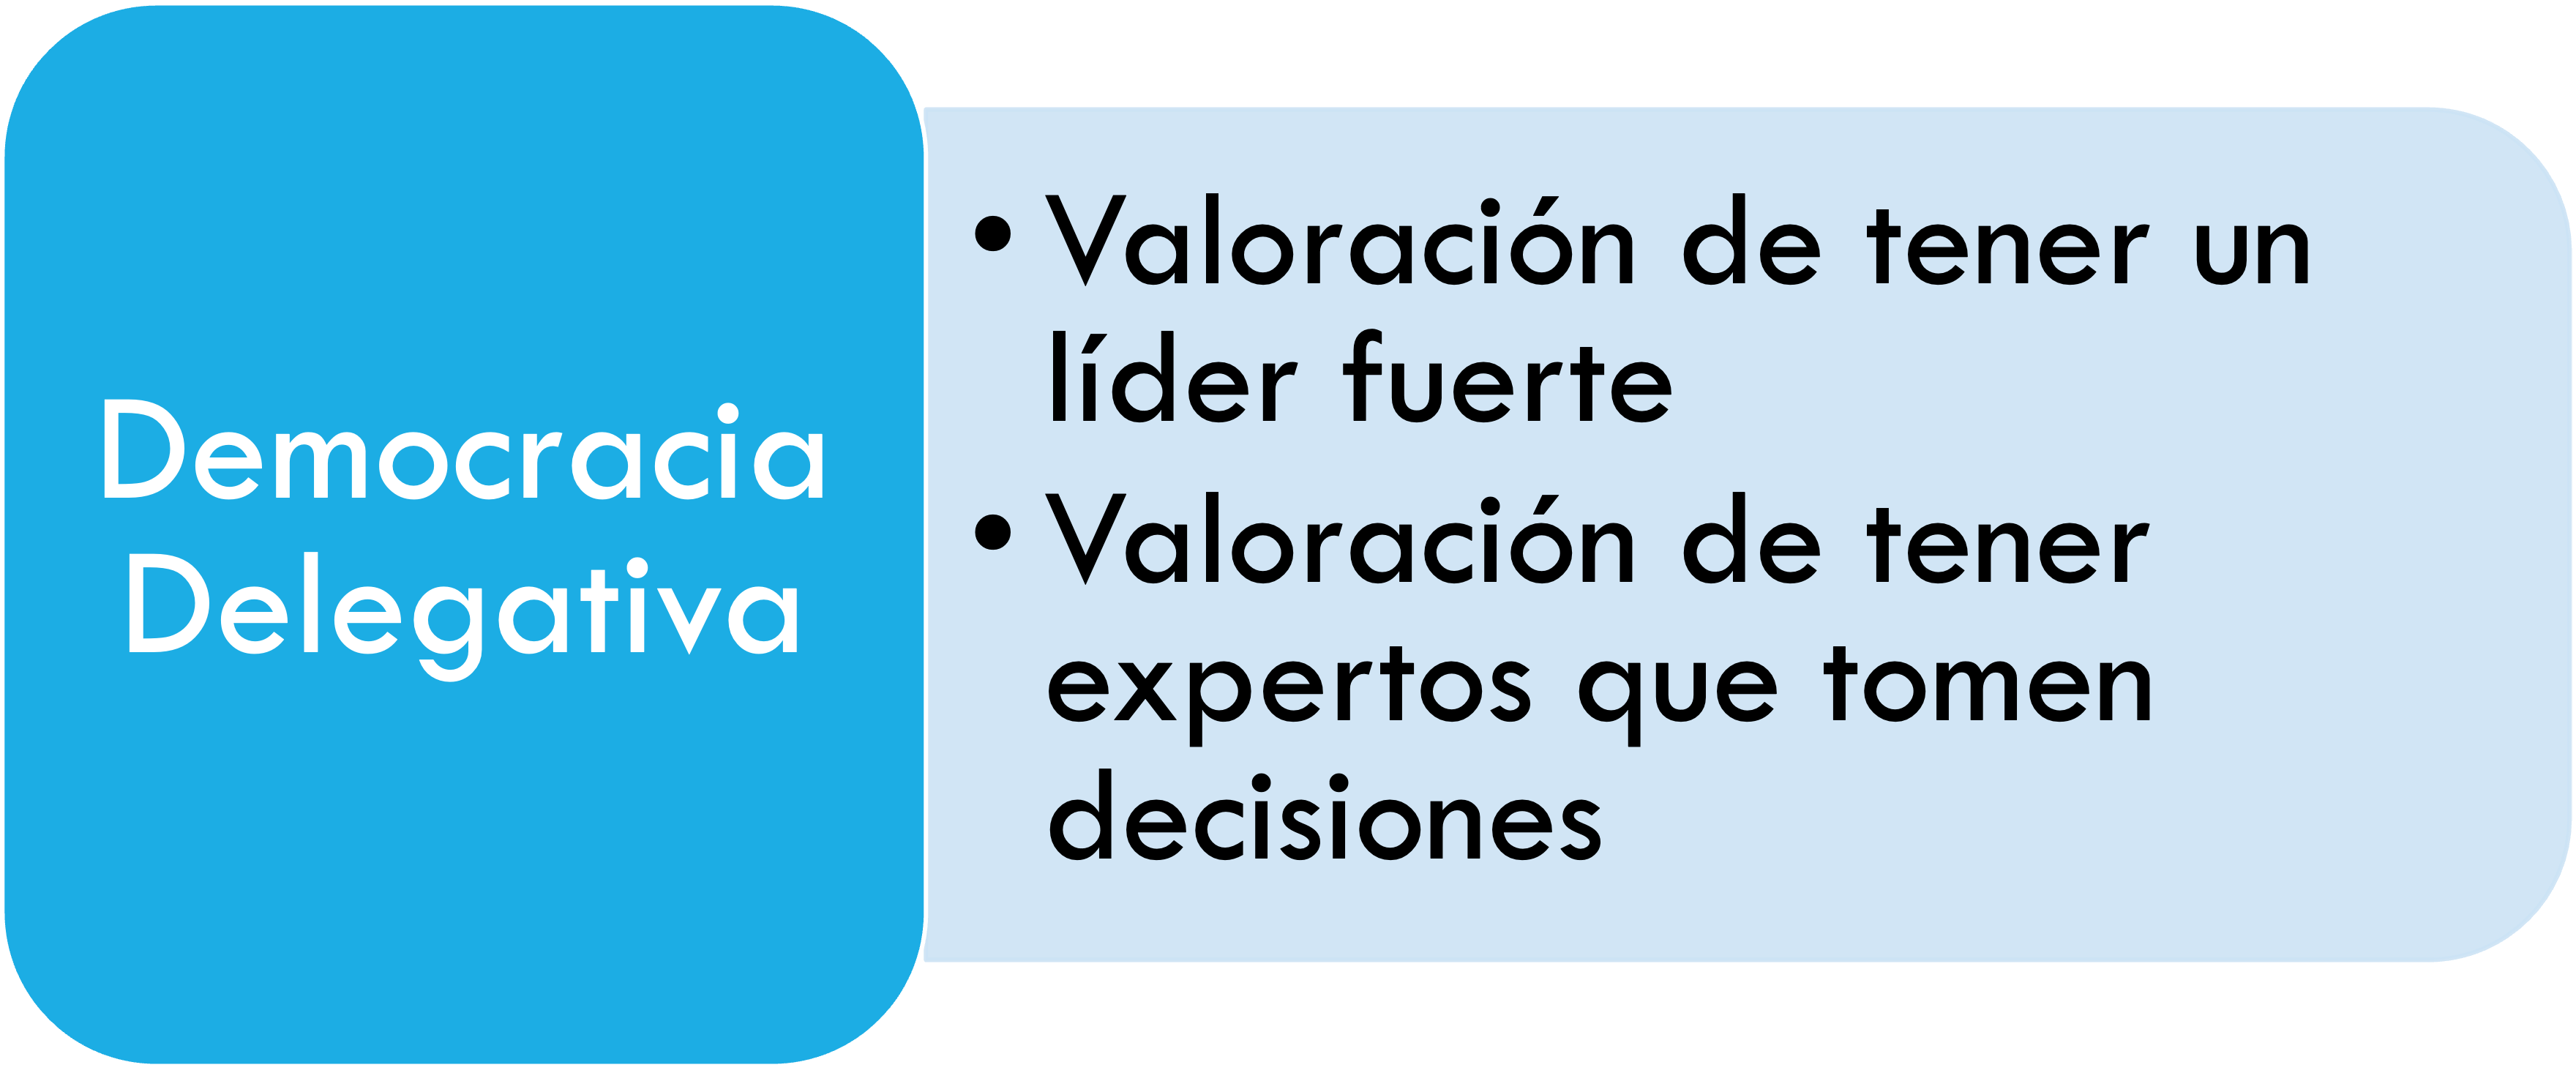 Democracia
Delegativa
• Valoración de tener un
líder fuerte
• Valoración de tener
expertos que tomen
decisiones